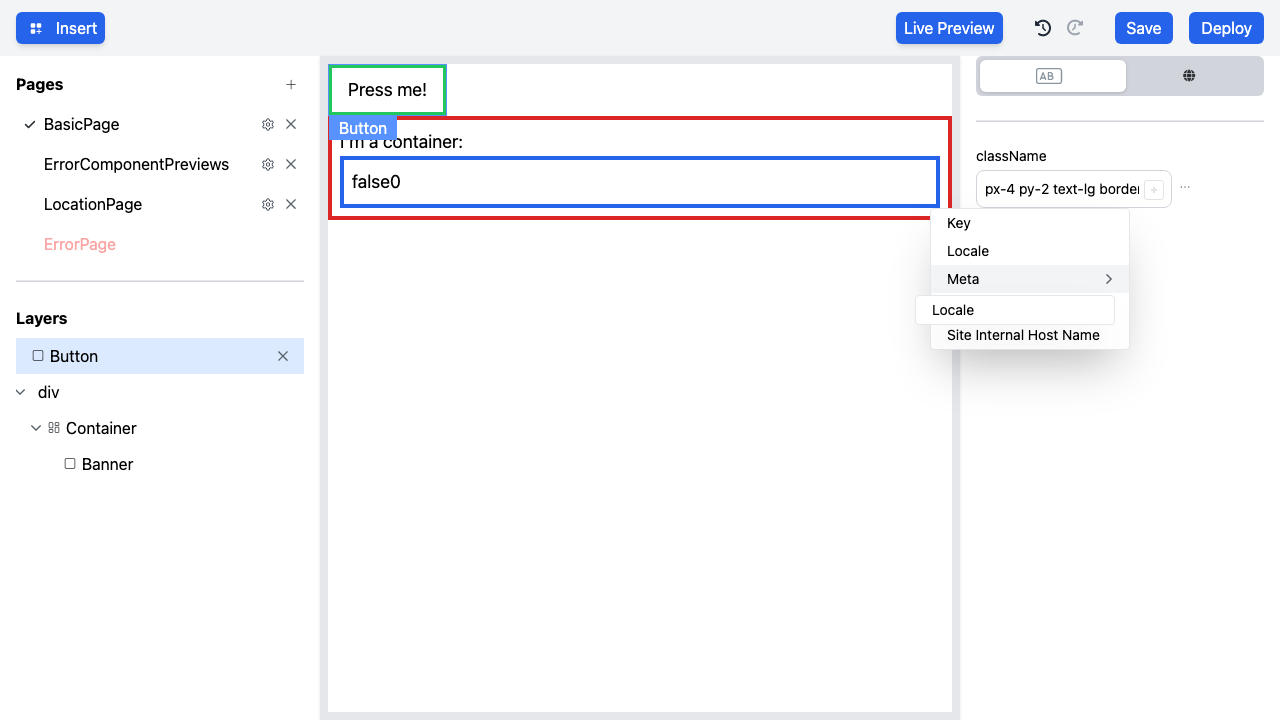 Insert
Live Preview
Save
Deploy
Pages
BasicPage
ErrorComponentPreviews
LocationPage
ErrorPage
Layers
Button
div
Container
Banner
Press me!
Button
I'm a container:
false0
AB
className
px-4 py-2 text-lg border
Key
Locale
Meta
Locale
Site Internal Host Name